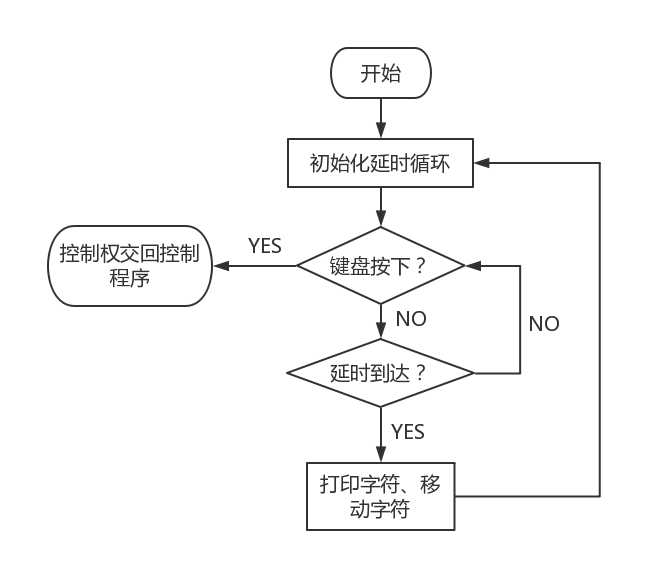 开始
初始化延时循环
控制权交回控制
程序
YES
键盘按下？
NO
NO
延时到达？
YES
打印字符、移
动字符